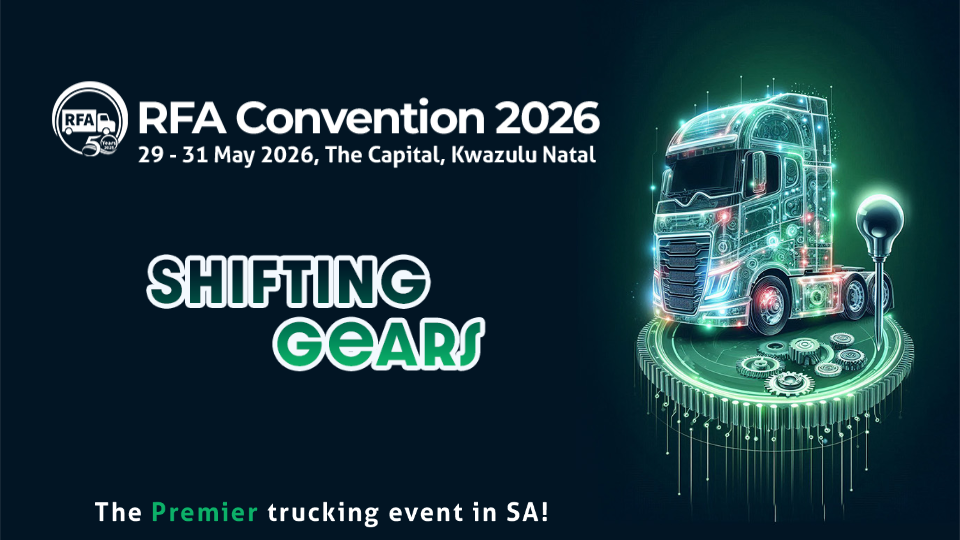 RFA
50 Years
RFA Convention 2026
29 - 31 May 2026, The Capital, Kwazulu Natal
SHIFTING
GEARS
The Premier trucking event in SA!